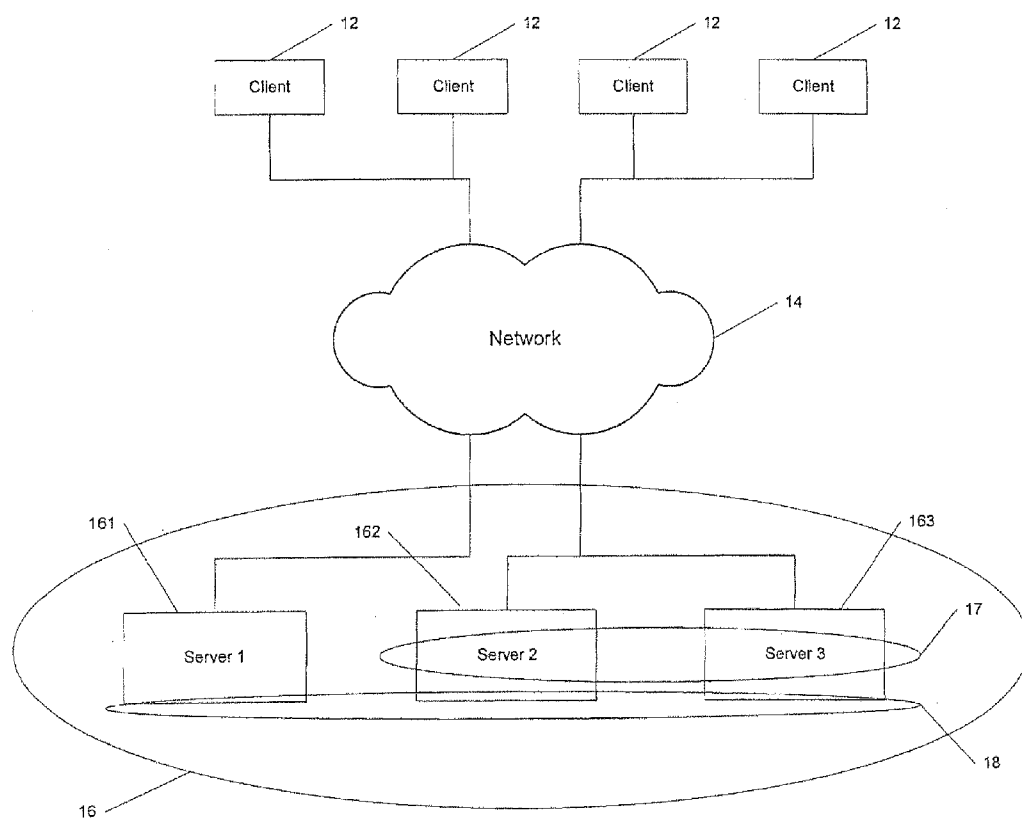 12 12 12 12
Client Client Client Client
14
Network
161 162 163
17
Server 1 Server 2 Server 3
18
16